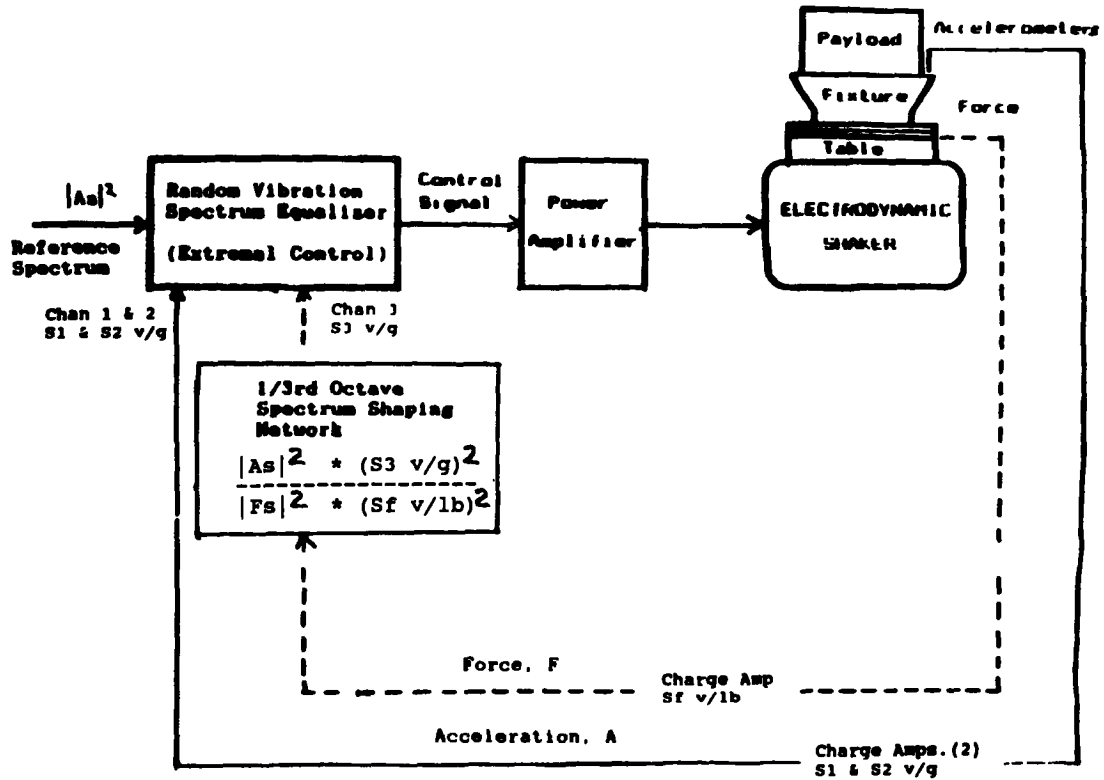 Payload
Accelerometers
Fixture
Force
Table
|As|²
Random Vibration
Spectrum Equalizer
(Extremal Control)
Control
Signal
Power
Amplifier
ELECTRODYNAMIC
SHAKER
Reference
Spectrum
Chan 1 & 2
S1 & S2 v/g
Chan 3
S3 v/g
1/3rd Octave
Spectrum Shaping
Network
|As|² * (S3 v/g)²
|Fs|² * (Sf v/lb)²
Force, F
Charge Amp
Sf v/lb
Acceleration, A
Charge Amps.(2)
S1 & S2 v/g